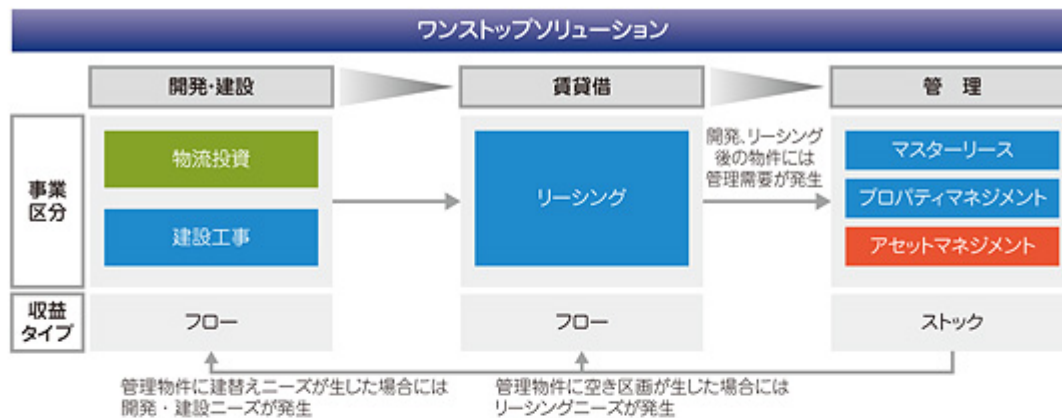 ワンストップソリューション
開発・建設
賃貸借
管　理
事業
区分
物流投資
建設工事
リーシング
開発、リーシング
後の物件には
管理需要が発生
マスターリース
プロパティマネジメント
アセットマネジメント
収益
タイプ
フロー
フロー
ストック
管理物件に建替えニーズが生じた場合には
開発・建設ニーズが発生
管理物件に空き区画が生じた場合には
リーシングニーズが発生